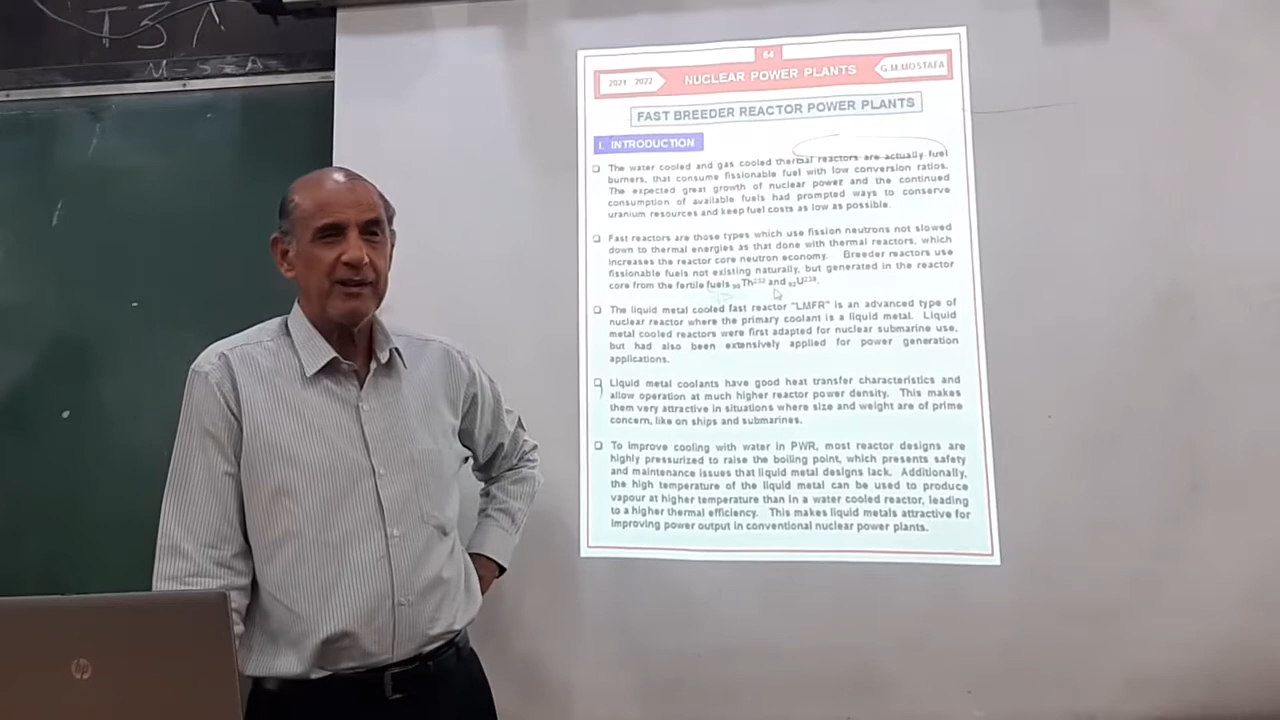 T3
M-SZA
64
2021 2022
NUCLEAR POWER PLANTS
G.M.MOSTAFA
FAST BREEDER REACTOR POWER PLANTS
I. INTRODUCTION
❑ The water cooled and gas cooled thermal reactors are actually fuel
burners, that consume fissionable fuel with low conversion ratios.
The expected great growth of nuclear power and the continued
consumption of available fuels had prompted ways to conserve
uranium resources and keep fuel costs as low as possible.
❑ Fast reactors are those types which use fission neutrons not slowed
down to thermal energies as that done with thermal reactors, which
increases the reactor core neutron economy. Breeder reactors use
fissionable fuels not existing naturally, but generated in the reactor
core from the fertile fuels ₉₀Th²³² and ₉₂U²³⁸.
❑ The liquid metal cooled fast reactor "LMFR" is an advanced type of
nuclear reactor where the primary coolant is a liquid metal. Liquid
metal cooled reactors were first adapted for nuclear submarine use,
but had also been extensively applied for power generation
applications.
❑ Liquid metal coolants have good heat transfer characteristics and
allow operation at much higher reactor power density. This makes
them very attractive in situations where size and weight are of prime
concern, like on ships and submarines.
❑ To improve cooling with water in PWR, most reactor designs are
highly pressurized to raise the boiling point, which presents safety
and maintenance issues that liquid metal designs lack. Additionally,
the high temperature of the liquid metal can be used to produce
vapour at higher temperature than in a water cooled reactor, leading
to a higher thermal efficiency. This makes liquid metals attractive for
improving power output in conventional nuclear power plants.
hp